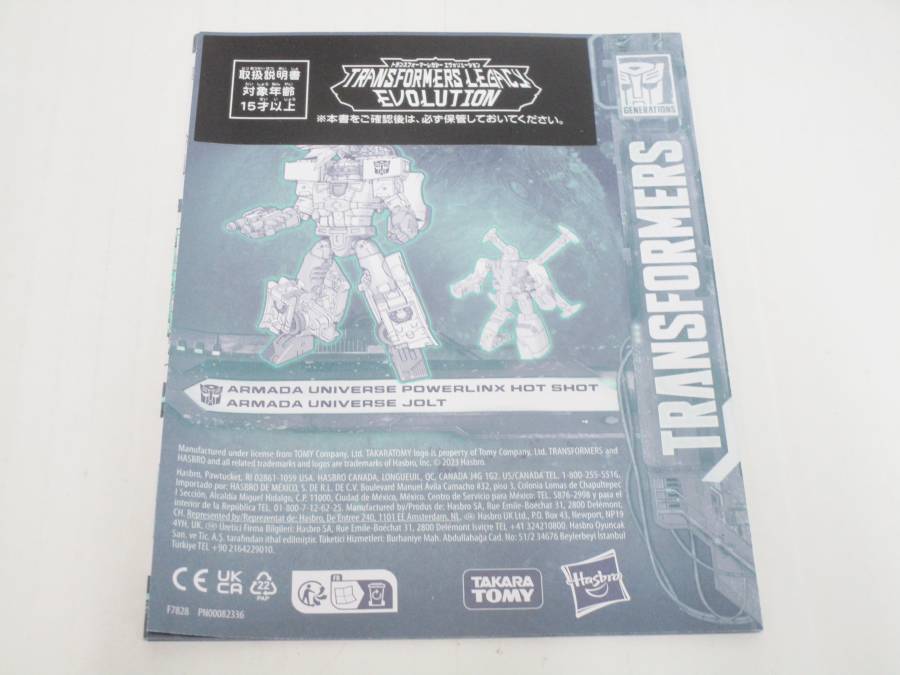 取扱説明書
対象年齢
15才以上
トランスフォーマーレガシー エヴォリューション
TRANSFORMERS LEGACY
EVOLUTION
※本書をご確認後は、必ず保管しておいてください。
GENERATIONS
TRANSFORMERS
ARMADA UNIVERSE POWERLINX HOT SHOT
ARMADA UNIVERSE JOLT
Manufactured under license from TOMY Company, Ltd. TAKARATOMY logo is property of Tomy Company, Ltd. TRANSFORMERS and
HASBRO and all related trademarks and logos are trademarks of Hasbro, Inc. © 2023 Hasbro.
Hasbro, Pawtucket, RI 02861-1059 USA. HASBRO CANADA, LONGUEUIL, QC, CANADA J4G 1G2. US/CANADA TEL. 1-800-255-5516.
Importado por: HASBRO DE MÉXICO, S. DE R.L. DE C.V. Boulevard Manuel Ávila Camacho #32, piso 3, Colonia Lomas de Chapultepec
I Sección, Alcaldía Miguel Hidalgo, C.P. 11000, Ciudad de México, México. Centro de Servicio para México: TEL. 5876-2998 y para el
interior de la República TEL 01-800-7 12-62-25. Manufactured by/Produs de: Hasbro SA, Rue Emile-Boéchat 31, 2800 Delémont,
CH. Represented by/Reprezentat de: Hasbro, De Entrée 240, 1101 EE Amsterdam, NL. Hasbro UK Ltd., P.O. Box 43, Newport, NP19
4YH, UK. Üretici Firma Bilgileri: Hasbro SA, Rue Emile-Boéchat 31, 2800 Delémont İsviçre TEL +41 324210800. Hasbro Oyuncak
San. ve Tic. A.Ş. tarafından ithal edilmiştir. Tüketici Hizmetleri: Burhaniye Mah. Abdullahağa Cad. No: 51/2 34676 Beylerbeyi İstanbul
Türkiye TEL +90 2164229010.
CE UK
CA 22
PAP
FR
TAKARA
TOMY
Hasbro
F7828 PN00082336